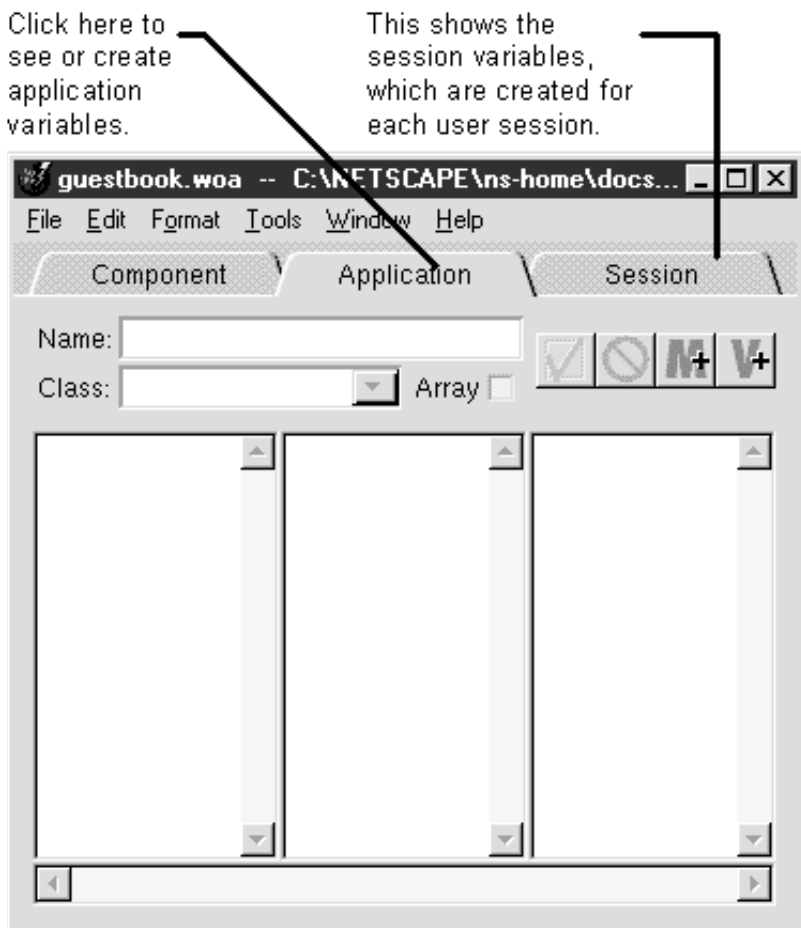 Click here to
see or create
application
variables.
This shows the
session variables,
which are created for
each user session.
guestbook.woa -- C:\NETSCAPE\ns-home\docs...
File Edit Format Tools Window Help
Component Application Session
Name:
Class: Array
M+ V+